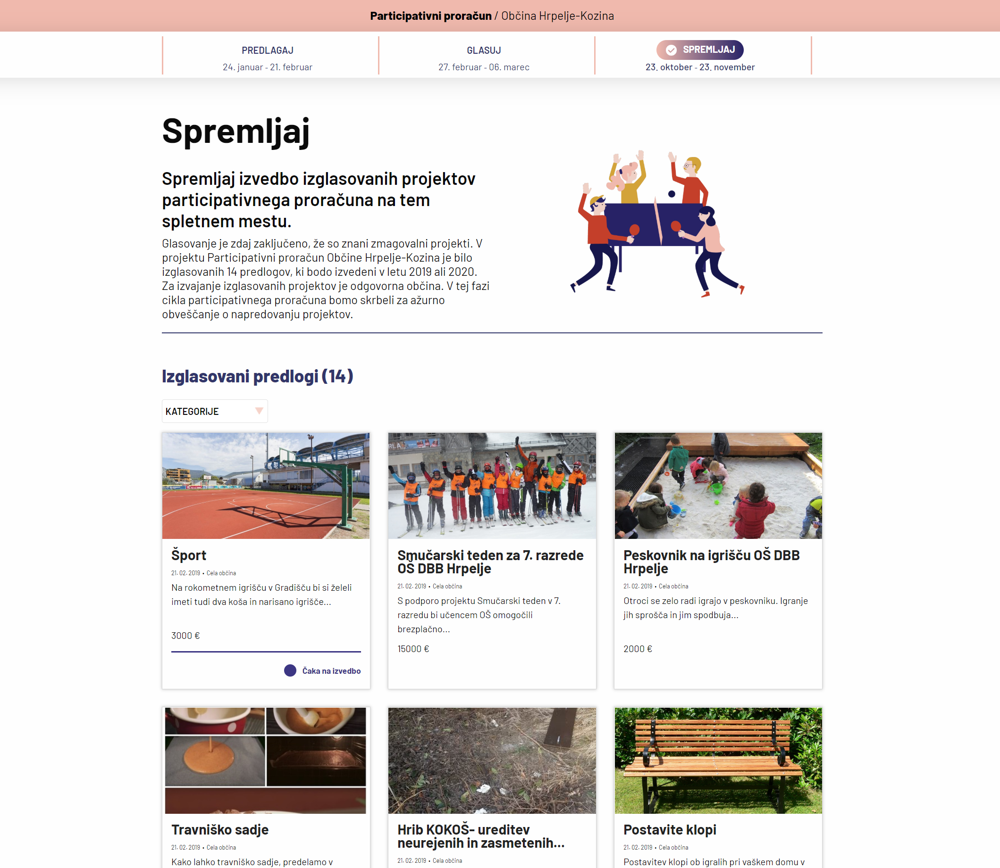 Participativni proračun / Občina Hrpelje-Kozina
PREDLAGAJ
24. januar - 21. februar
GLASUJ
27. februar - 06. marec
SPREMLJAJ
23. oktober - 23. november
Spremljaj
Spremljaj izvedbo izglasovanih projektov
participativnega proračuna na tem
spletnem mestu.
Glasovanje je zdaj zaključeno, že so znani zmagovalni projekti. V
projektu Participativni proračun Občine Hrpelje-Kozina je bilo
izglasovanih 14 predlogov, ki bodo izvedeni v letu 2019 ali 2020.
Za izvajanje izglasovanih projektov je odgovorna občina. V tej fazi
cikla participativnega proračuna bomo skrbeli za ažurno
obveščanje o napredovanju projektov.
Izglasovani predlogi (14)
KATEGORIJE
Šport
21. 02. 2019 • Cela občina
Na rokometnem igrišču v Gradišču bi si želeli
imeti tudi dva koša in narisano igrišče...
3000 €
Čaka na izvedbo
Smučarski teden za 7. razrede
OŠ DBB Hrpelje
21. 02. 2019 • Cela občina
S podporo projektu Smučarski teden v 7.
razredu bi učencem OŠ omogočili
brezplačno...
15000 €
Peskovnik na igrišču OŠ DBB
Hrpelje
21. 02. 2019 • Cela občina
Otroci se zelo radi igrajo v peskovniku. Igranje
jih sprošča in jim spodbuja...
2000 €
Travniško sadje
21. 02. 2019 • Cela občina
Kako lahko travniško sadje, predelamo v
Hrib KOKOŠ- ureditev
neurejenih in zasmetenih...
21. 02. 2019 • Cela občina
Postavite klopi
21. 02. 2019 • Cela občina
Postavitev klopi ob igralih pri vaškem domu v